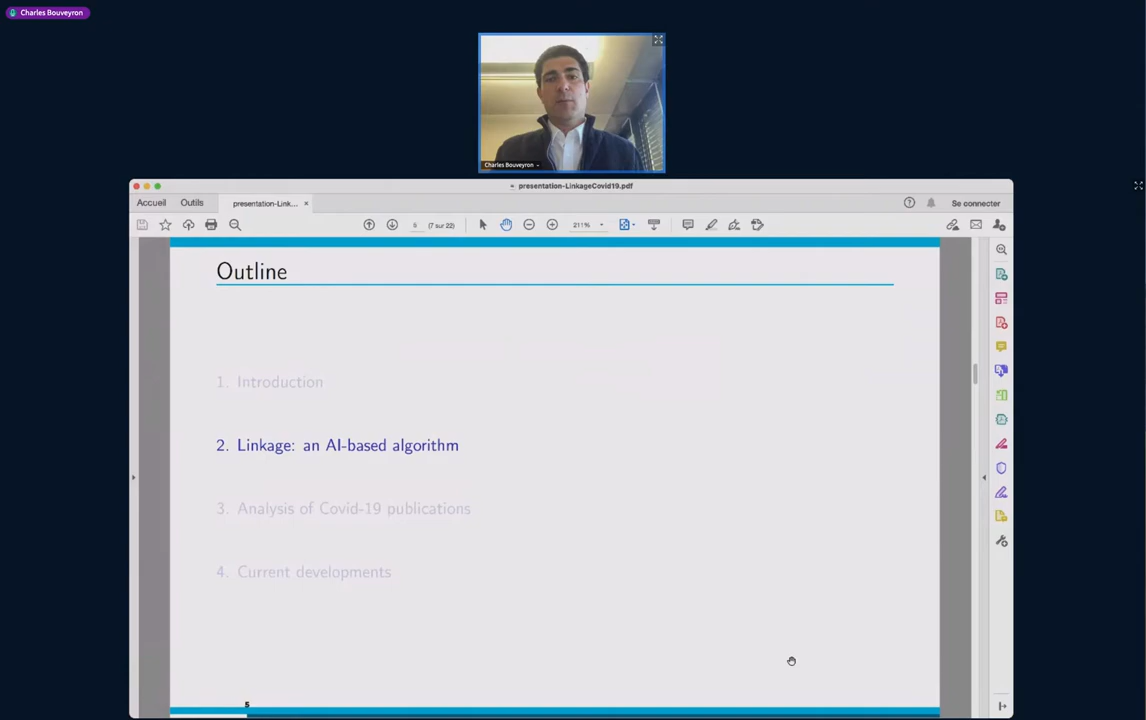 Charles Bouveyron
Charles Bouveyron
presentation-LinkageCovid19.pdf
Accueil Outils presentation-Link... × Se connecter
5 (7 sur 22) 211%
Outline
1. Introduction
2. Linkage: an AI-based algorithm
3. Analysis of Covid-19 publications
4. Current developments
5